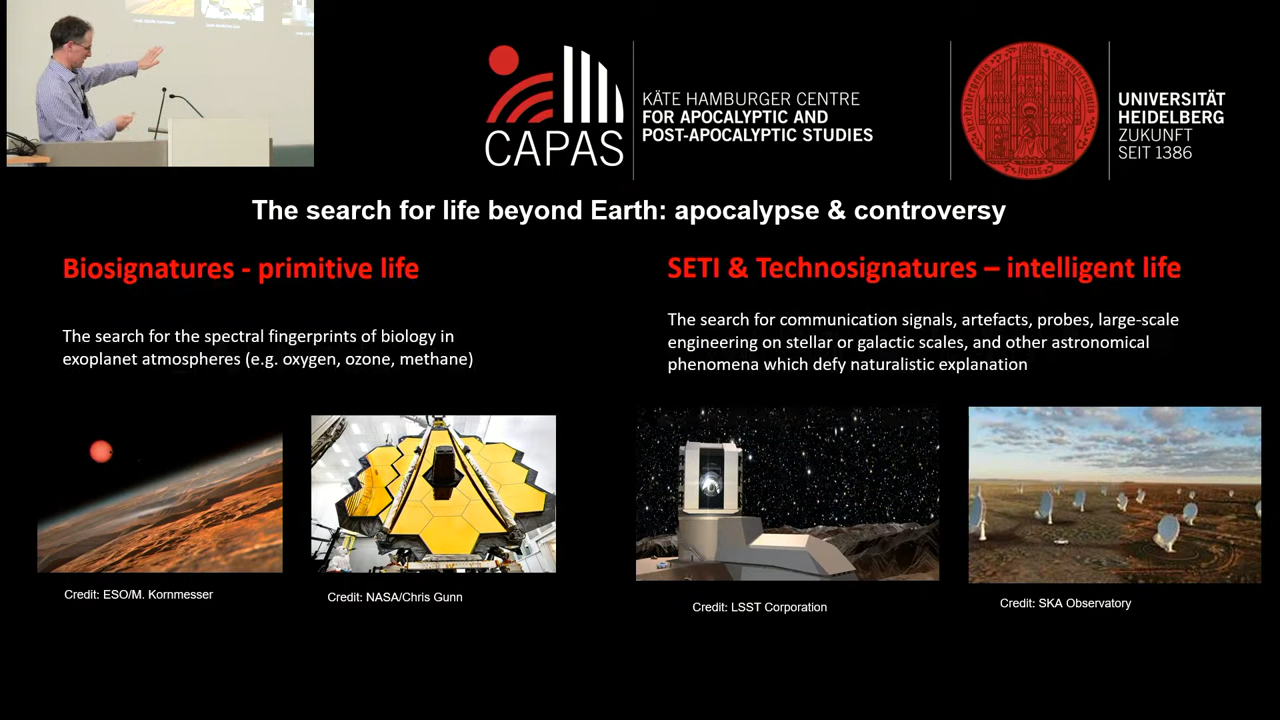 CAPAS
KÄTE HAMBURGER CENTRE
FOR APOCALYPTIC AND
POST-APOCALYPTIC STUDIES
UNIVERSITÄT
HEIDELBERG
ZUKUNFT
SEIT 1386
The search for life beyond Earth: apocalypse & controversy
Biosignatures - primitive life
The search for the spectral fingerprints of biology in
exoplanet atmospheres (e.g. oxygen, ozone, methane)
Credit: ESO/M. Kornmesser
Credit: NASA/Chris Gunn
SETI & Technosignatures – intelligent life
The search for communication signals, artefacts, probes, large-scale
engineering on stellar or galactic scales, and other astronomical
phenomena which defy naturalistic explanation
Credit: LSST Corporation
Credit: SKA Observatory